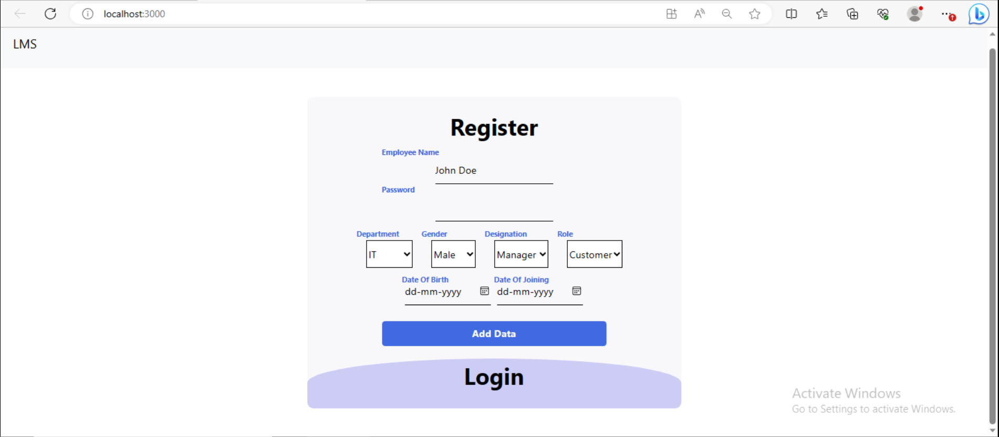 localhost:3000
LMS
Register
Employee Name
John Doe
Password
Department Gender Designation Role
IT Male Manager Customer
Date Of Birth Date Of Joining
dd-mm-yyyy dd-mm-yyyy
Add Data
Login
Activate Windows
Go to Settings to activate Windows.